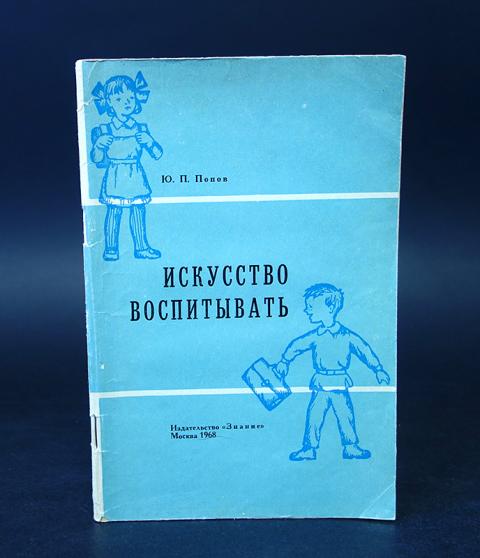 Ю. П. Попов
ИСКУССТВО
ВОСПИТЫВАТЬ
Издательство «Знание»
Москва 1968